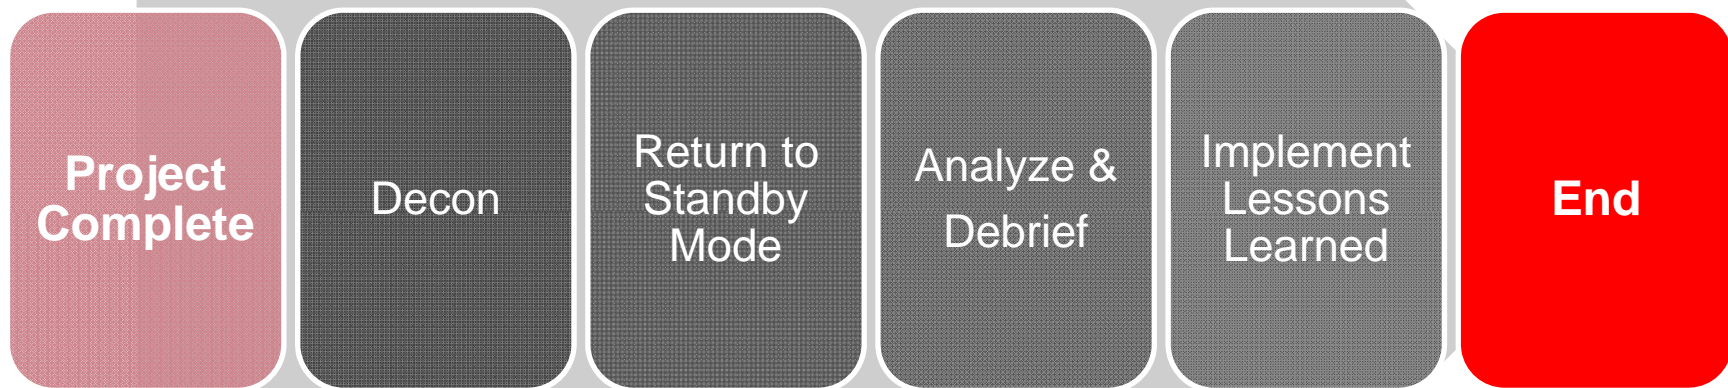 Project
Complete
Decon
Return to
Standby
Mode
Analyze &
Debrief
Implement
Lessons
Learned
End